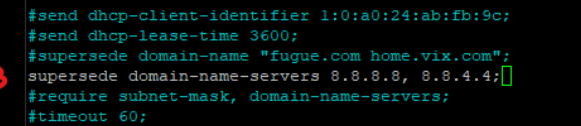 #send dhcp-client-identifier 1:0:a0:24:ab:fb:9c;
#send dhcp-lease-time 3600;
#supersede domain-name "fugue.com home.vix.com";
supersede domain-name-servers 8.8.8.8, 8.8.4.4;
#require subnet-mask, domain-name-servers;
#timeout 60;